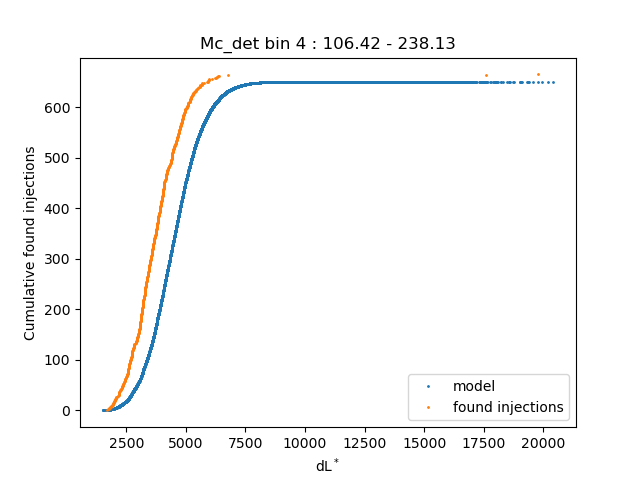 Mc_det bin 4 : 106.42 - 238.13
Cumulative found injections
600
500
400
300
200
100
0
model
found injections
2500 5000 7500 10000 12500 15000 17500 20000
dL*